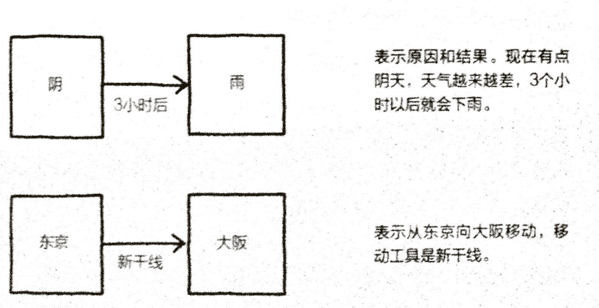 阴
3小时后
雨
表示原因和结果。现在有点
阴天，天气越来越差，3个小
时以后就会下雨。
东京
新干线
大阪
表示从东京向大阪移动，移
动工具是新干线。